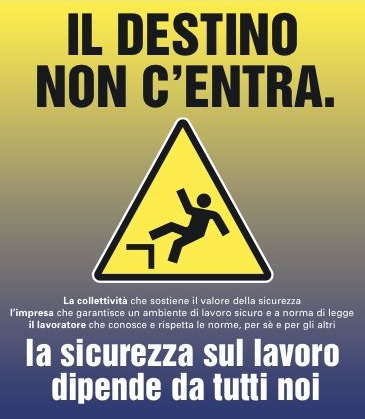 IL DESTINO
NON C'ENTRA.
La collettività che sostiene il valore della sicurezza
l'impresa che garantisce un ambiente di lavoro sicuro e a norma di legge
il lavoratore che conosce e rispetta le norme, per sè e per gli altri
la sicurezza sul lavoro
dipende da tutti noi